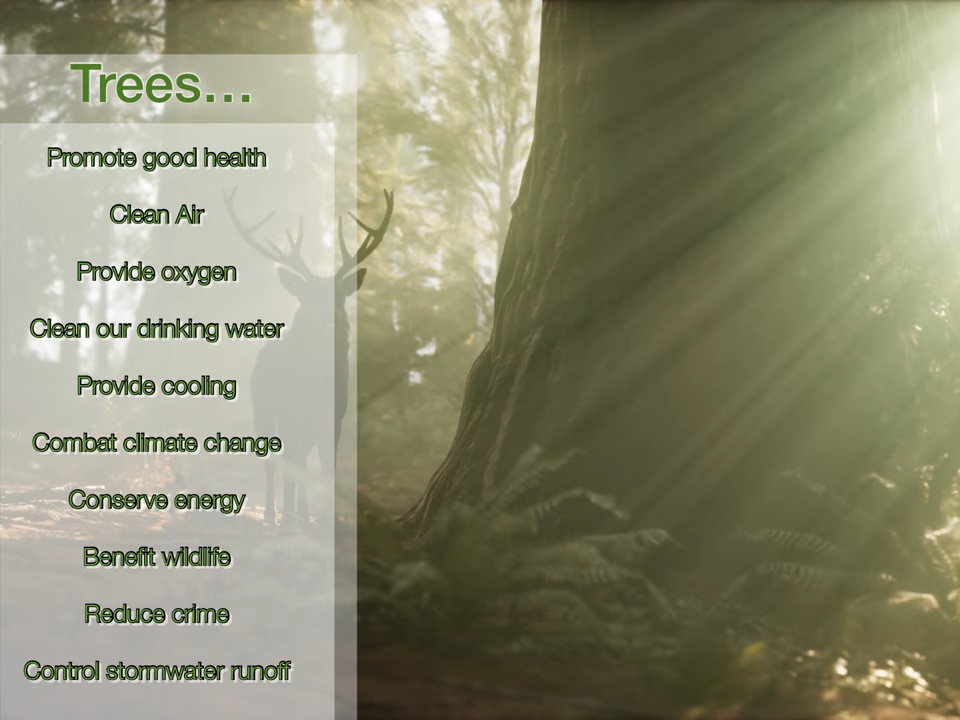 Trees...
Promote good health
Clean Air
Provide oxygen
Clean our drinking water
Provide cooling
Combat climate change
Conserve energy
Benefit wildlife
Reduce crime
Control stormwater runoff